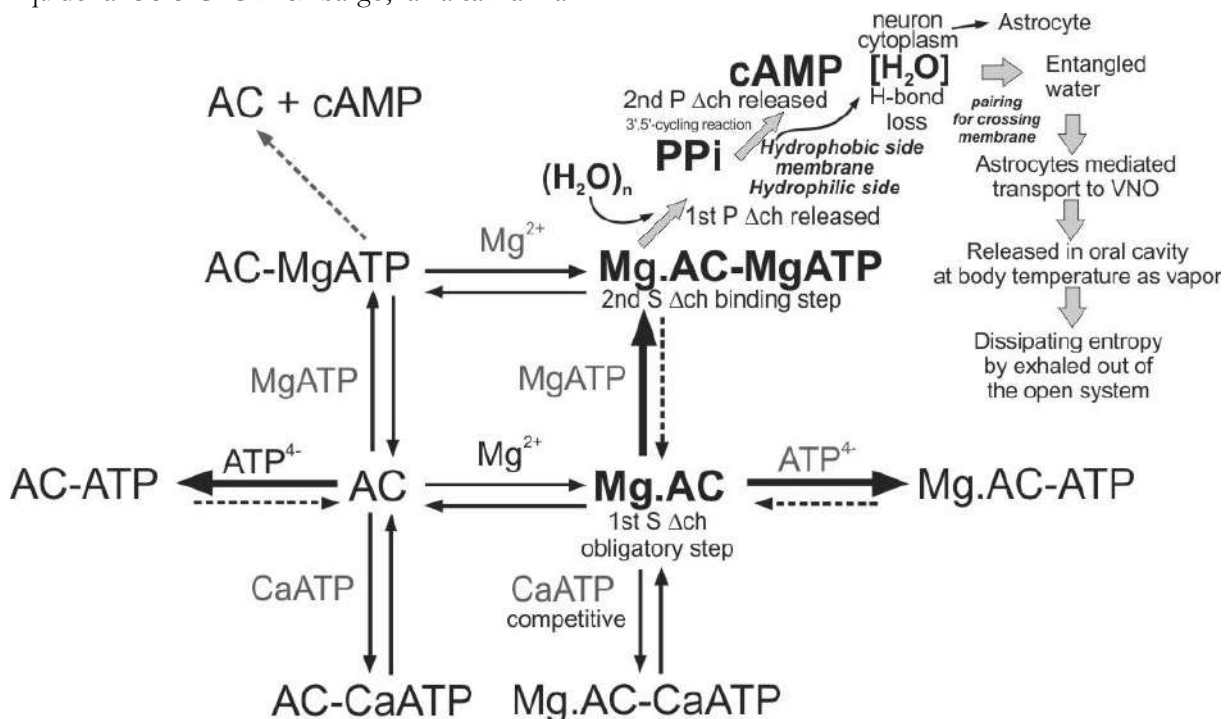 neuron
cytoplasm
Astrocyte
cAMP
[H₂O]
Entangled
water
AC + cAMP
2nd P Δch released
H-bond
loss
pairing
for crossing
membrane
3',5'-cycling reaction
PPi
Hydrophobic side
membrane
Hydrophilic side
Astrocytes mediated
transport to VNO
(H₂O)n
1st P Δch released
Mg²⁺
AC-MgATP
Mg.AC-MgATP
2nd S Δch binding step
Released in oral cavity
at body temperature as vapor
MgATP
MgATP
Dissipating entropy
by exhaled out of
the open system
ATP⁴⁻
Mg²⁺
ATP⁴⁻
AC-ATP
AC
Mg.AC
Mg.AC-ATP
1st S Δch
obligatory step
CaATP
CaATP
competitive
AC-CaATP
Mg.AC-CaATP